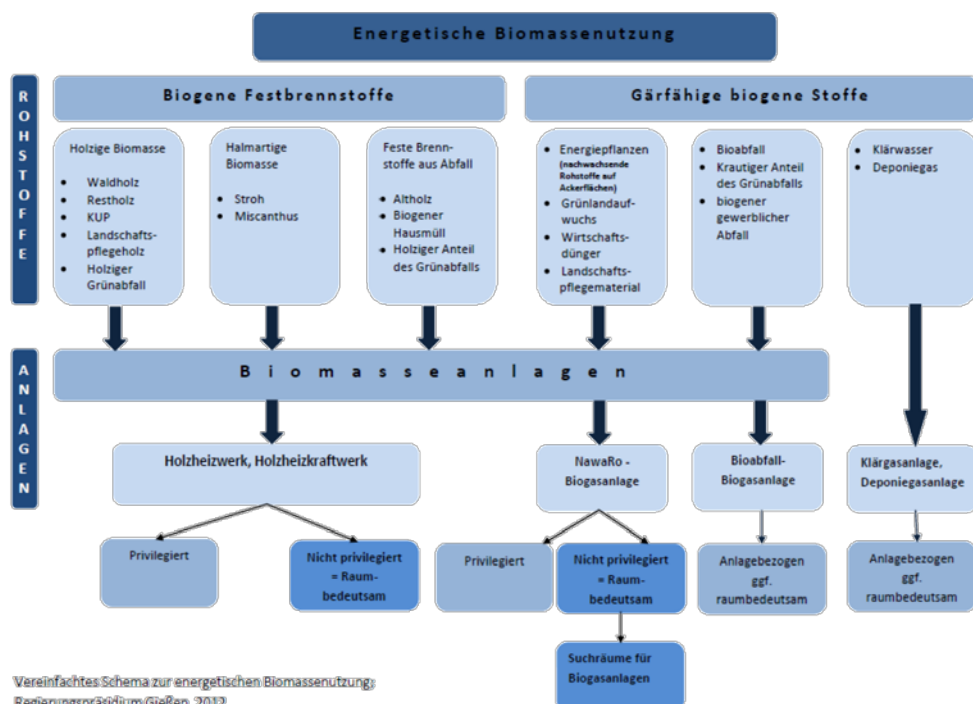 Energetische Biomassenutzung
ROHSTOFFE
Biogene Festbrennstoffe
Gärfähige biogene Stoffe
Holzige Biomasse
• Waldholz
• Restholz
• KUP
• Landschafts-
pflegeholz
• Holziger
Grünabfall
Halmartige
Biomasse
• Stroh
• Miscanthus
Feste Brenn-
stoffe aus Abfall
• Altholz
• Biogener
Hausmüll
• Holziger Anteil
des Grünabfalls
• Energiepflanzen
(nachwachsende
Rohstoffe auf
Ackerflächen)
• Grünlandauf-
wuchs
• Wirtschafts-
dünger
• Landschafts-
pflegematerial
• Bioabfall
• Krautiger Anteil
des Grünabfalls
• biogener
gewerblicher
Abfall
• Klärwasser
• Deponiegas
ANLAGEN
Biomasseanlagen
Holzheizwerk, Holzheizkraftwerk
NawaRo -
Biogasanlage
Bioabfall-
Biogasanlage
Klärgasanlage,
Deponiegasanlage
Privilegiert
Nicht privilegiert
= Raum-
bedeutsam
Privilegiert
Nicht privilegiert
= Raum-
bedeutsam
Anlagebezogen
ggf.
raumbedeutsam
Anlagebezogen
ggf.
raumbedeutsam
Suchräume für
Biogasanlagen
Vereinfachtes Schema zur energetischen Biomassenutzung;
Regierungspräsidium Gießen, 2012